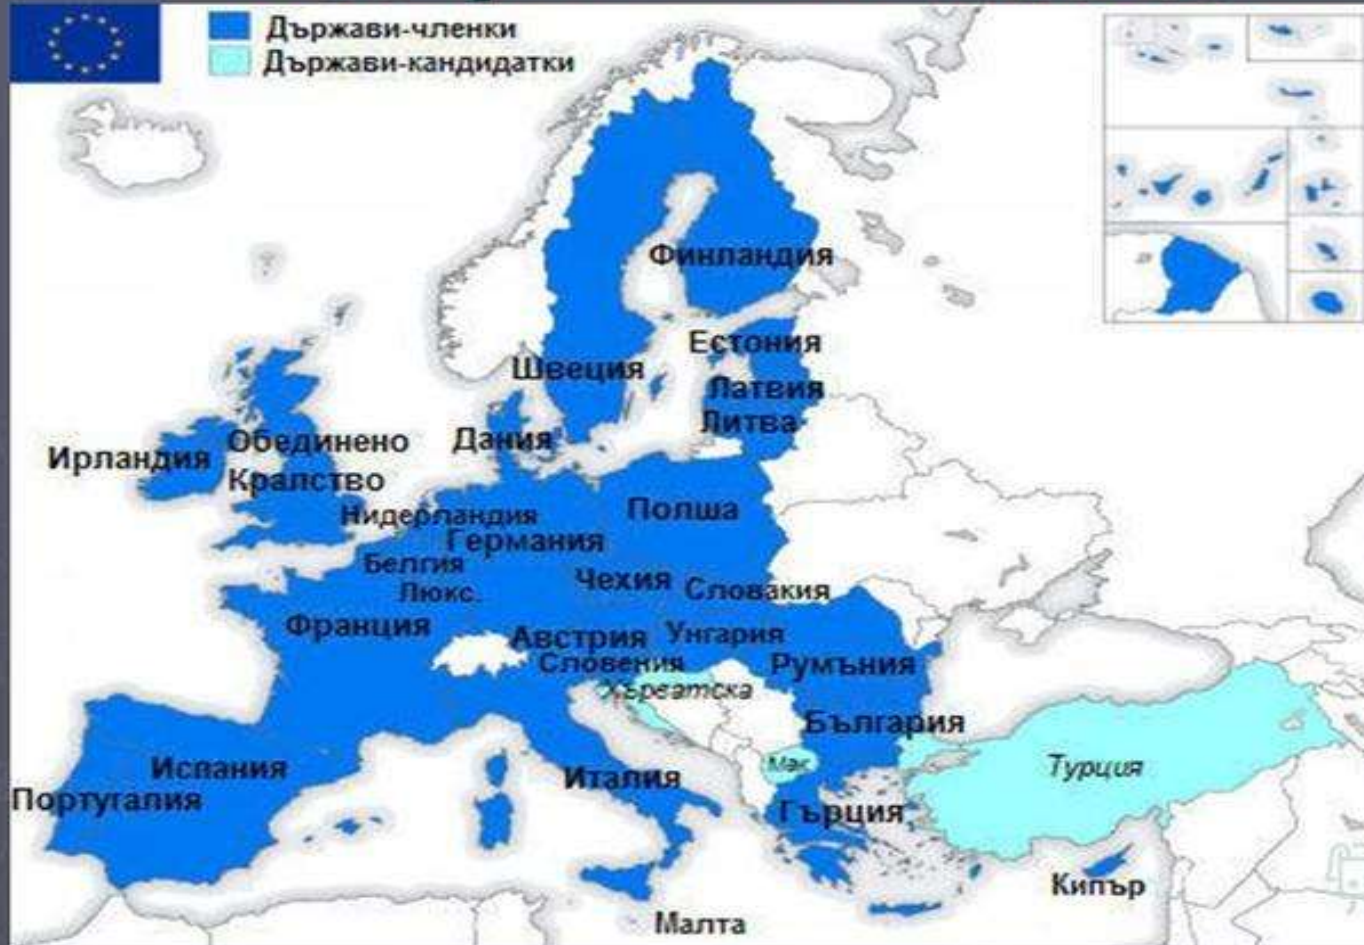 Държави-членки
Държави-кандидатки
Финландия
Естония
Швеция
Латвия
Литва
Обединено
Кралство
Дания
Ирландия
Полша
Нидерландия
Германия
Белгия
Чехия
Словакия
Люкс.
Франция
Австрия
Унгария
Словения
Румъния
Хърватска
България
Испания
Италия
Мак
Турция
Португалия
Гърция
Кипър
Малта